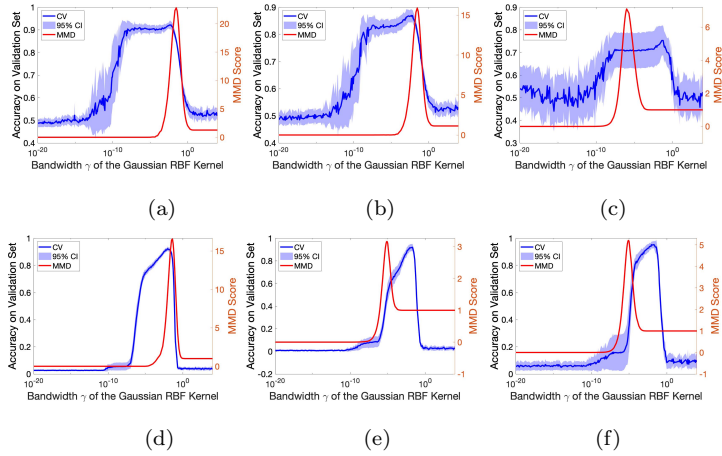 1
CV
95% CI
MMD
Accuracy on Validation Set
0.9
0.8
0.7
0.6
0.5
0.4
20
15
10
5
0
MMD Score
10^-20 10^-10 10^0
Bandwidth γ of the Gaussian RBF Kernel
(a)
1
CV
95% CI
MMD
Accuracy on Validation Set
0.9
0.8
0.7
0.6
0.5
0.4
15
10
5
0
MMD Score
10^-20 10^-10 10^0
Bandwidth γ of the Gaussian RBF Kernel
(b)
0.9
CV
95% CI
MMD
Accuracy on Validation Set
0.8
0.7
0.6
0.5
0.4
0.3
6
4
2
0
MMD Score
10^-20 10^-10 10^0
Bandwidth γ of the Gaussian RBF Kernel
(c)
1
CV
95% CI
MMD
Accuracy on Validation Set
0.8
0.6
0.4
0.2
0
15
10
5
0
MMD Score
10^-20 10^-10 10^0
Bandwidth γ of the Gaussian RBF Kernel
(d)
1
CV
95% CI
MMD
Accuracy on Validation Set
0.8
0.6
0.4
0.2
0
-0.2
3
2
1
0
-1
MMD Score
10^-20 10^-10 10^0
Bandwidth γ of the Gaussian RBF Kernel
(e)
1
CV
95% CI
MMD
Accuracy on Validation Set
0.8
0.6
0.4
0.2
0
5
4
3
2
1
0
-1
MMD Score
10^-20 10^-10 10^0
Bandwidth γ of the Gaussian RBF Kernel
(f)